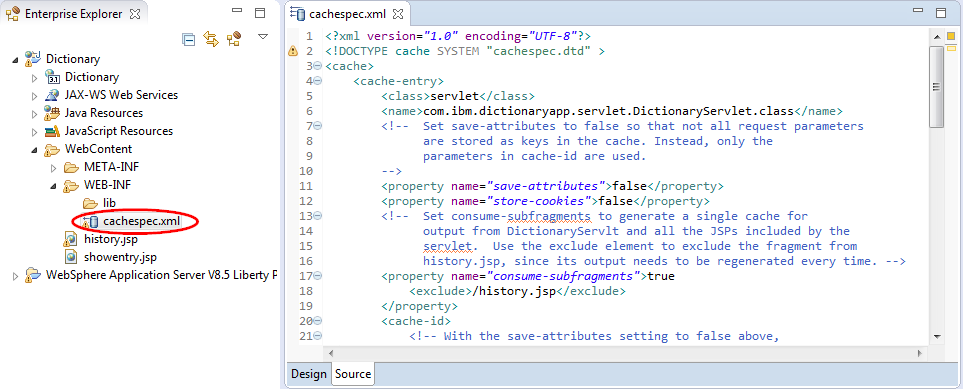 Enterprise Explorer
Dictionary
Dictionary
3.1
JAX-WS Web Services
Java Resources
JavaScript Resources
WebContent
META-INF
WEB-INF
lib
cachespec.xml
history.jsp
showentry.jsp
WebSphere Application Server V8.5 Liberty P
cachespec.xml
1 <?xml version="1.0" encoding="UTF-8"?>
2 <!DOCTYPE cache SYSTEM "cachespec.dtd" >
3 <cache>
4 <cache-entry>
5 <class>servlet</class>
6 <name>com.ibm.dictionaryapp.servlet.DictionaryServlet.class</name>
7 <!-- Set save-attributes to false so that not all request parameters
8 are stored as keys in the cache. Instead, only the
9 parameters in cache-id are used.
10 -->
11 <property name="save-attributes">false</property>
12 <property name="store-cookies">false</property>
13 <!-- Set consume-subfragments to generate a single cache for
14 output from DictionaryServlt and all the JSPs included by the
15 servlet. Use the exclude element to exclude the fragment from
16 history.jsp, since its output needs to be regenerated every time. -->
17 <property name="consume-subfragments">true
18 <exclude>/history.jsp</exclude>
19 </property>
20 <cache-id>
21 <!-- With the save-attributes setting to false above,
Design Source